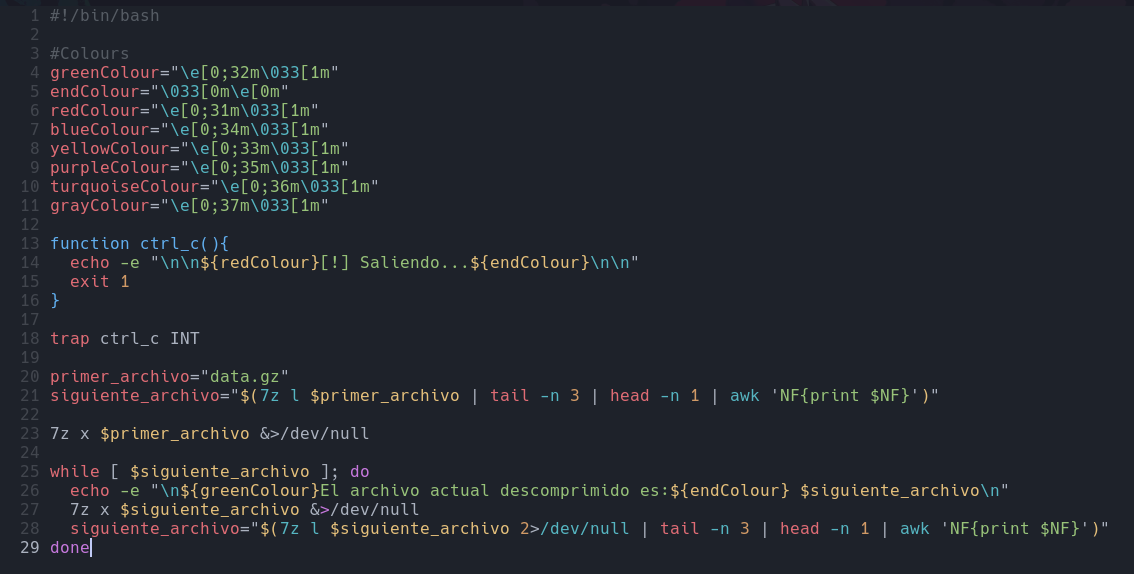 1 #!/bin/bash
2
3 #Colours
4 greenColour="\e[0;32m\033[1m"
5 endColour="\033[0m\e[0m"
6 redColour="\e[0;31m\033[1m"
7 blueColour="\e[0;34m\033[1m"
8 yellowColour="\e[0;33m\033[1m"
9 purpleColour="\e[0;35m\033[1m"
10 turquoiseColour="\e[0;36m\033[1m"
11 grayColour="\e[0;37m\033[1m"
12
13 function ctrl_c(){
14   echo -e "\n\n${redColour}[!] Saliendo...${endColour}\n\n"
15   exit 1
16 }
17
18 trap ctrl_c INT
19
20 primer_archivo="data.gz"
21 siguiente_archivo="$(7z l $primer_archivo | tail -n 3 | head -n 1 | awk 'NF{print $NF}')"
22
23 7z x $primer_archivo &>/dev/null
24
25 while [ $siguiente_archivo ]; do
26   echo -e "\n${greenColour}El archivo actual descomprimido es:${endColour} $siguiente_archivo\n"
27   7z x $siguiente_archivo &>/dev/null
28   siguiente_archivo="$(7z l $siguiente_archivo 2>/dev/null | tail -n 3 | head -n 1 | awk 'NF{print $NF}')"
29 done